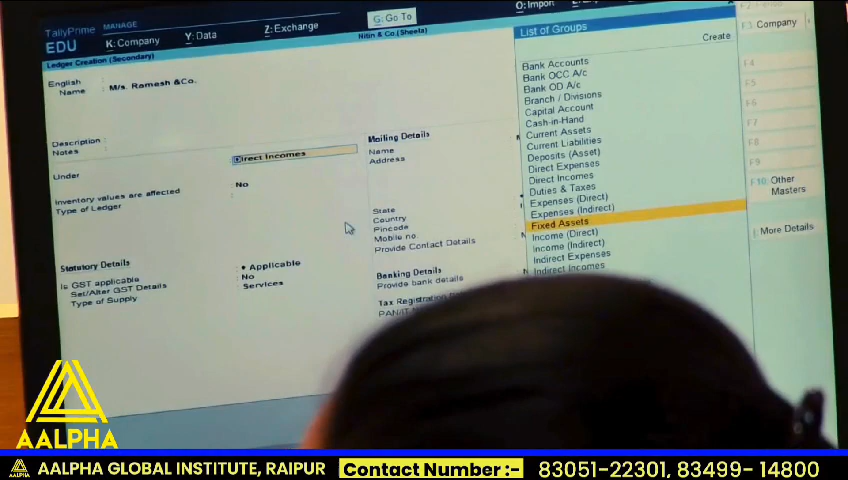 TallyPrime MANAGE
EDU
K: Company Y: Data Z: Exchange G: Go To O: Import
Ledger Creation (Secondary) Nitin & Co.(Sheela)
English
Name : M/s. Ramesh &Co.
Description :
Notes :
Under Direct Incomes
Inventory values are affected : No
Type of Ledger :
Statutory Details
Is GST applicable : • Applicable
Set/Alter GST Details : No
Type of Supply : Services
Mailing Details
Name
Address
State
Country
Pincode
Mobile no.
Provide Contact Details
Banking Details
Provide bank details
Tax Registration
PAN/IT
List of Groups
Create
Bank Accounts
Bank OCC A/c
Bank OD A/c
Branch / Divisions
Capital Account
Cash-in-Hand
Current Assets
Current Liabilities
Deposits (Asset)
Direct Expenses
Direct Incomes
Duties & Taxes
Expenses (Direct)
Expenses (Indirect)
Fixed Assets
Income (Direct)
Income (Indirect)
Indirect Expenses
Indirect Incomes
F3 Company
F4
F5
F6
F7
F8
F9
F10 Other
Masters
More Details
AALPHA
AALPHA GLOBAL INSTITUTE, RAIPUR Contact Number :- 83051-22301, 83499- 14800